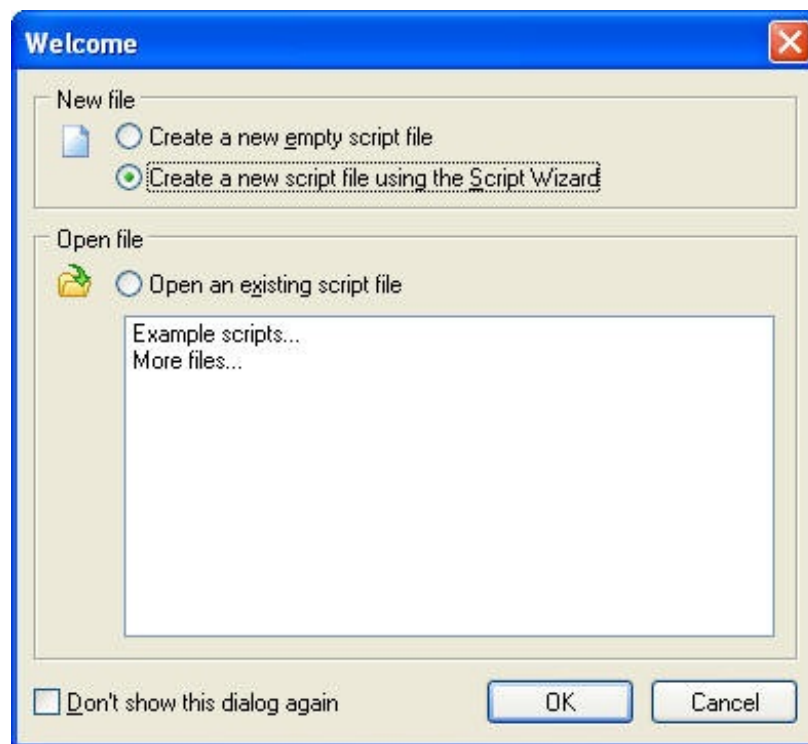 Welcome
New file
Create a new empty script file
Create a new script file using the Script Wizard
Open file
Open an existing script file
Example scripts...
More files...
Don't show this dialog again
OK
Cancel